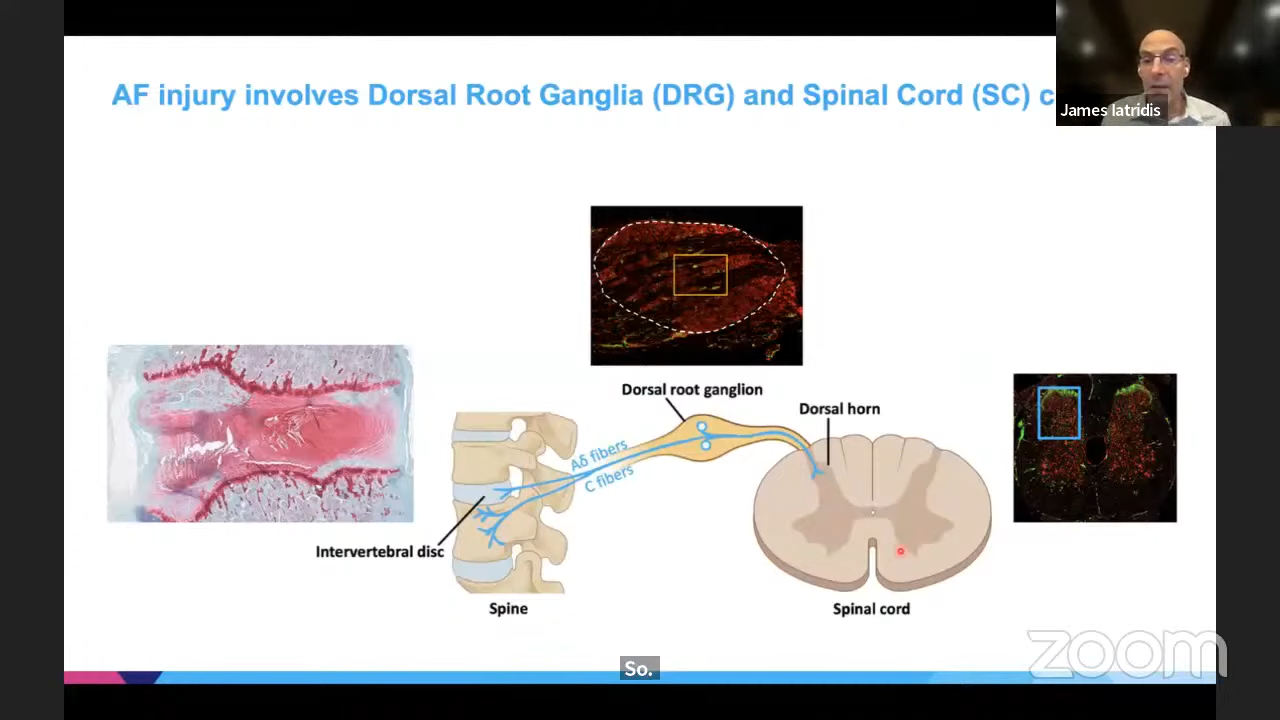 AF injury involves Dorsal Root Ganglia (DRG) and Spinal Cord (SC) c
James Iatridis
Dorsal root ganglion
Dorsal horn
Aδ fibers
C fibers
Intervertebral disc
Spine
Spinal cord
So.
zoom